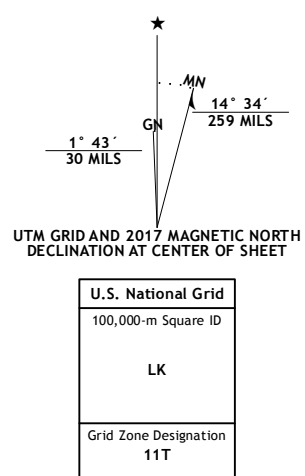 ★
MN
GN
1° 43´
30 MILS
14° 34´
259 MILS
UTM GRID AND 2017 MAGNETIC NORTH
DECLINATION AT CENTER OF SHEET
U.S. National Grid
100,000-m Square ID
LK
Grid Zone Designation
11T